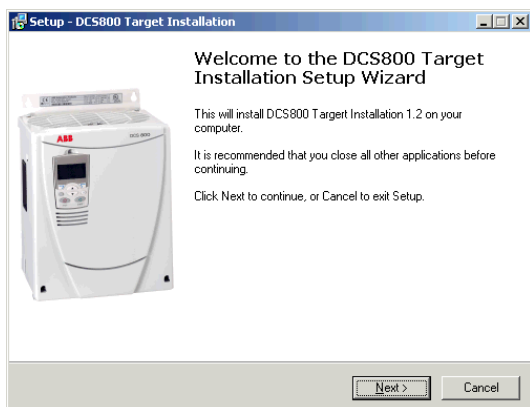 Setup - DCS800 Target Installation
Welcome to the DCS800 Target
Installation Setup Wizard
This will install DCS800 Targert Installation 1.2 on your
computer.
It is recommended that you close all other applications before
continuing.
Click Next to continue, or Cancel to exit Setup.
ABB
DCS 800
Next >
Cancel